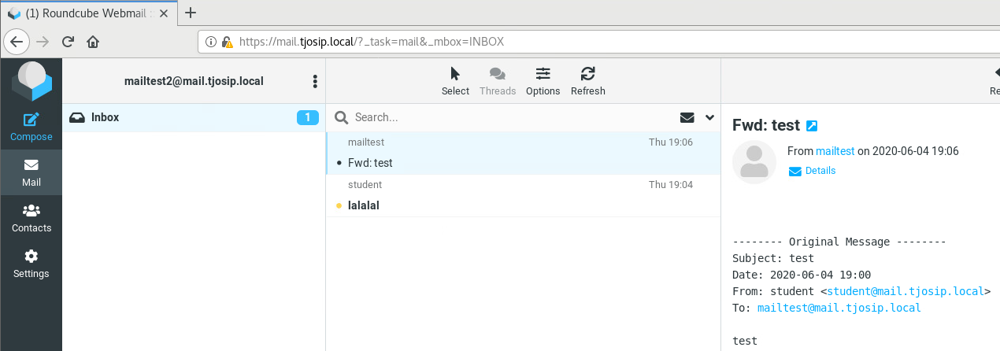 (1) Roundcube Webmail :
https://mail.tjosip.local/?_task=mail&_mbox=INBOX
mailtest2@mail.tjosip.local
Select
Threads
Options
Refresh
Re
Compose
Mail
Contacts
Settings
Inbox
1
Search...
mailtest
Thu 19:06
Fwd: test
student
Thu 19:04
lalalal
Fwd: test
From mailtest on 2020-06-04 19:06
Details
-------- Original Message --------
Subject: test
Date: 2020-06-04 19:00
From: student <student@mail.tjosip.local>
To: mailtest@mail.tjosip.local
test